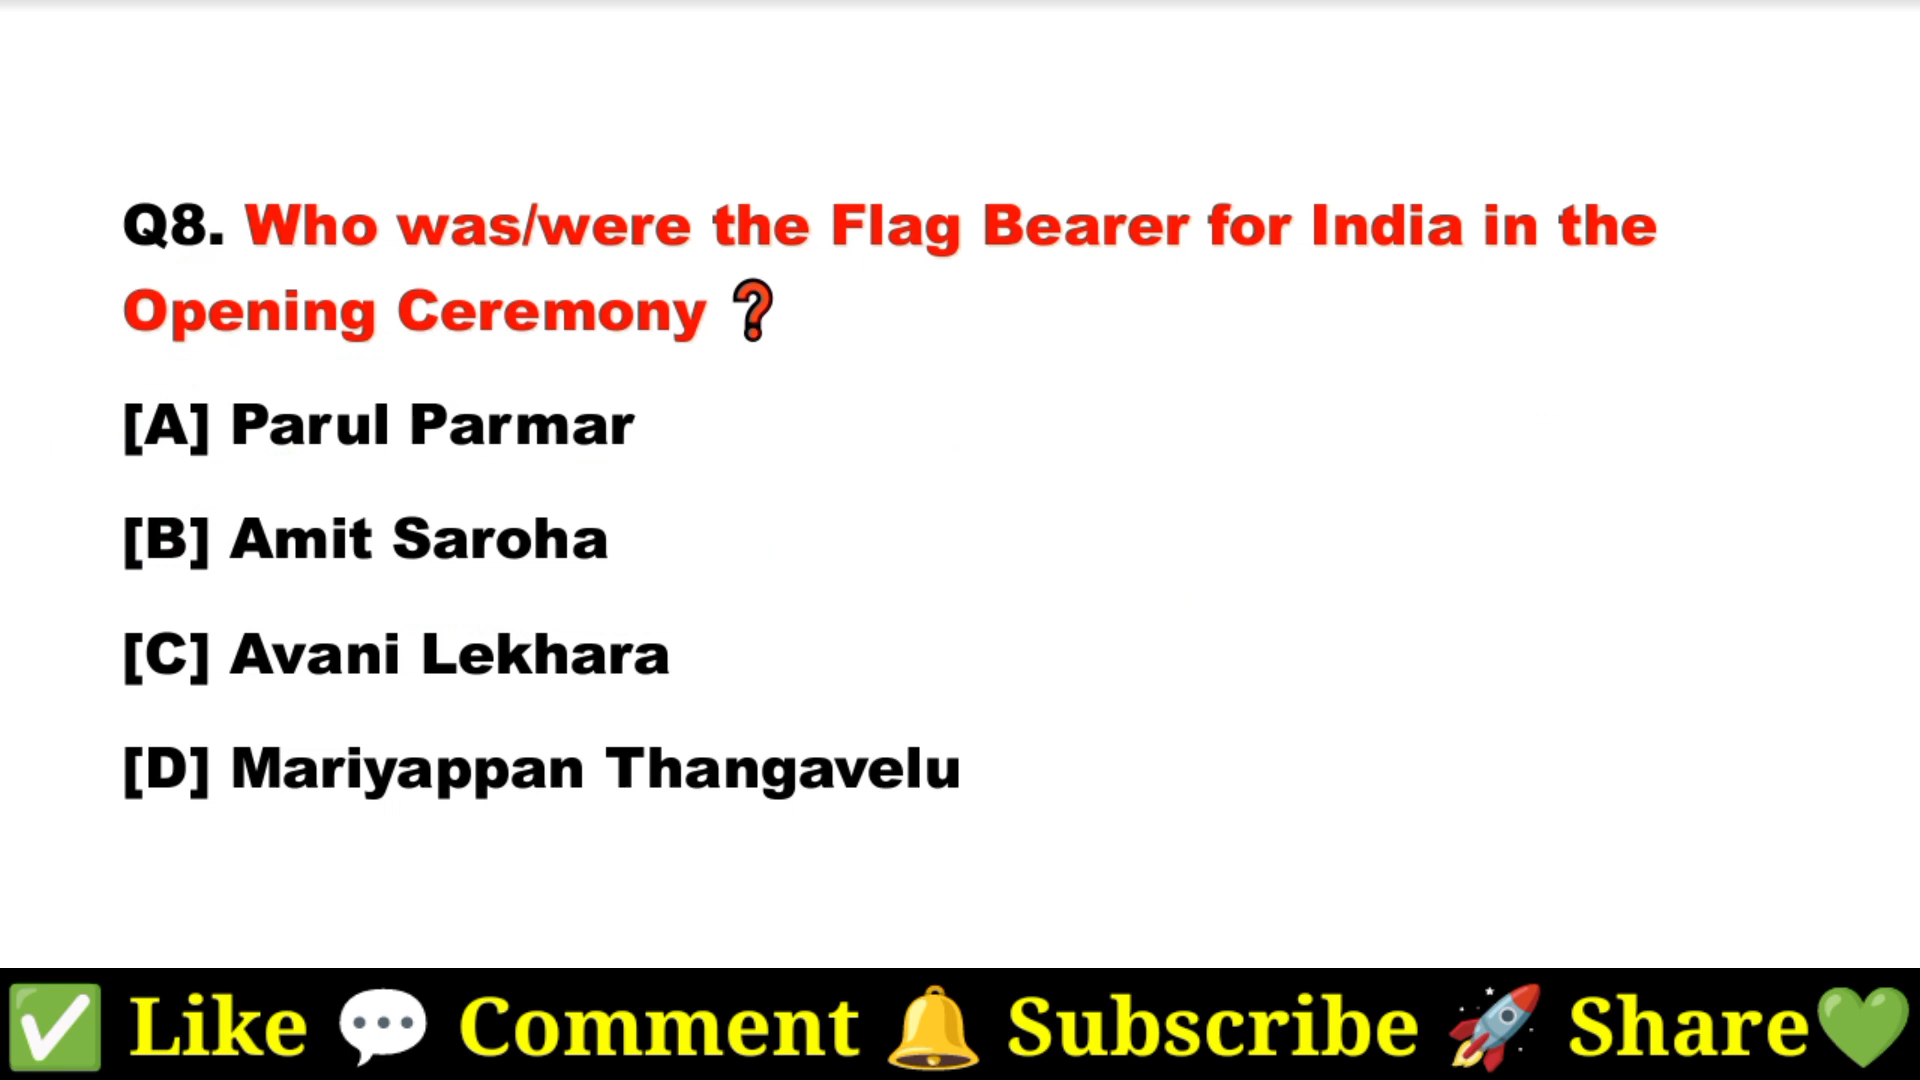 Q8. Who was/were the Flag Bearer for India in the
Opening Ceremony ❓
[A] Parul Parmar
[B] Amit Saroha
[C] Avani Lekhara
[D] Mariyappan Thangavelu
✅ Like 💬 Comment 🔔 Subscribe 🚀 Share💚